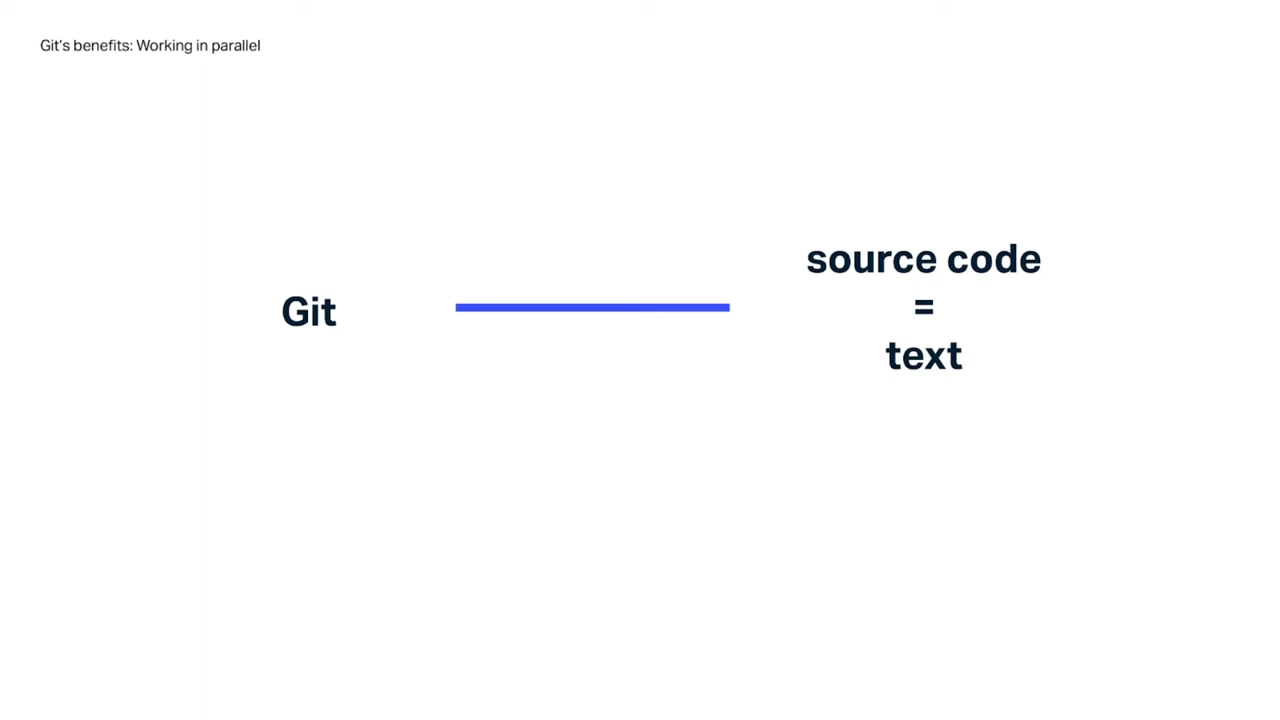 Git’s benefits: Working in parallel
Git
source code
=
text